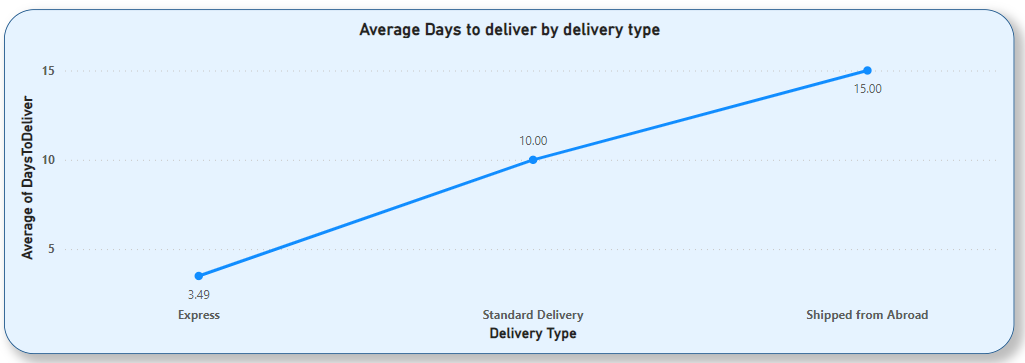 Average Days to deliver by delivery type
Average of DaysToDeliver
15
10
5
3.49
10.00
15.00
Express
Standard Delivery
Shipped from Abroad
Delivery Type